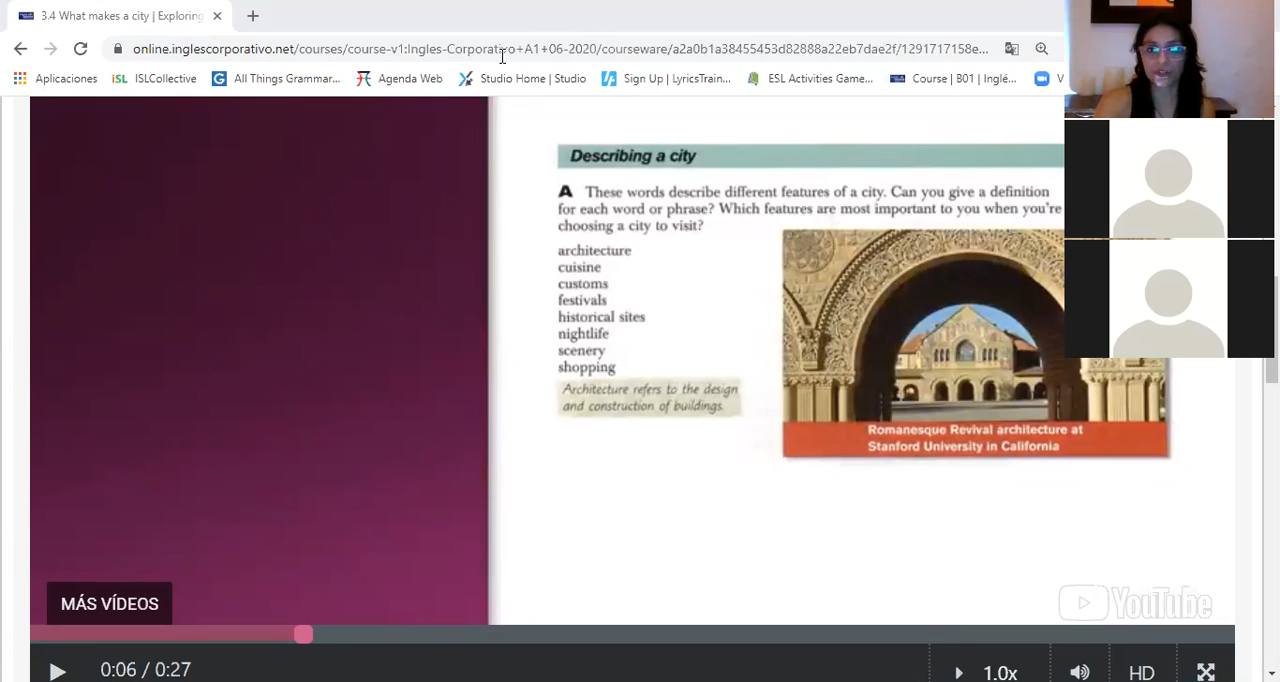 3.4 What makes a city | Exploring
online.inglescorporativo.net/courses/course-v1:Ingles-Corporativo+A1+06-2020/courseware/a2a0b1a38455453d82888a22eb7dae2f/1291717158e...
Aplicaciones iSL ISLCollective G All Things Grammar... Agenda Web Studio Home | Studio Sign Up | LyricsTrain... ESL Activities Game... Course | B01 | Inglé... V
Describing a city
A These words describe different features of a city. Can you give a definition
for each word or phrase? Which features are most important to you when you're
choosing a city to visit?
architecture
cuisine
customs
festivals
historical sites
nightlife
scenery
shopping
Architecture refers to the design
and construction of buildings.
Romanesque Revival architecture at
Stanford University in California
MÁS VÍDEOS
YouTube
0:06 / 0:27
1.0x
HD